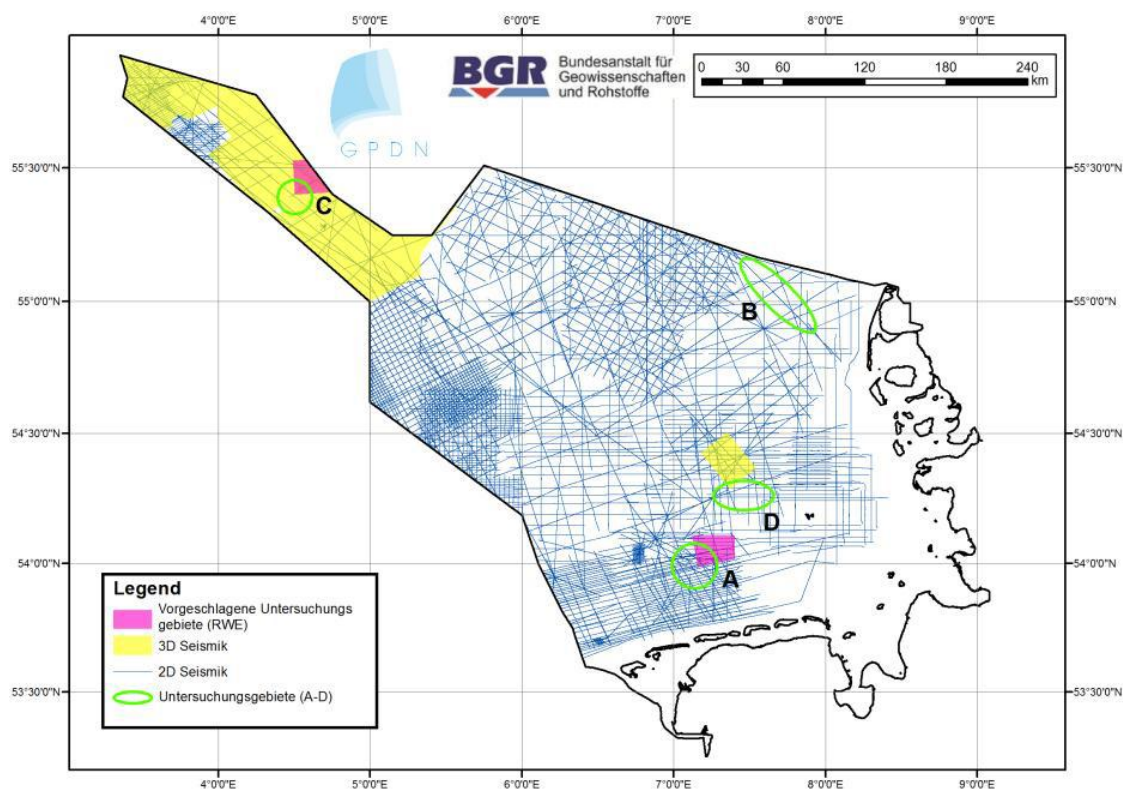 4°0'0"E 5°0'0"E 6°0'0"E 7°0'0"E 8°0'0"E 9°0'0"E
GPDN
BGR
Bundesanstalt für
Geowissenschaften
und Rohstoffe
0 30 60 120 180 240
km
55°30'0"N 55°30'0"N
C
55°0'0"N 55°0'0"N
B
54°30'0"N 54°30'0"N
D
54°0'0"N 54°0'0"N
A
Legend
Vorgeschlagene Untersuchungs
gebiete (RWE)
3D Seismik
2D Seismik
Untersuchungsgebiete (A-D)
53°30'0"N 53°30'0"N
4°0'0"E 5°0'0"E 6°0'0"E 7°0'0"E 8°0'0"E 9°0'0"E